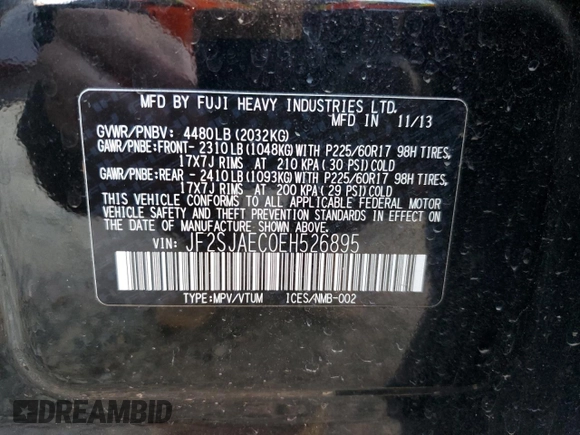 MFD BY FUJI HEAVY INDUSTRIES LTD.
MFD IN 11/13
GVWR/PNBV: 4480LB (2032KG)
GAWR/PNBE:FRONT- 2310LB (1048KG) WITH P225/60R17 98H TIRES,
17X7J RIMS AT 210 KPA ( 30 PSI) COLD
GAWR/PNBE:REAR - 2410LB (1093KG) WITH P225/60R17 98H TIRES,
17X7J RIMS AT 200 KPA ( 29 PSI) COLD
THIS VEHICLE CONFORMS TO ALL APPLICABLE FEDERAL MOTOR
VEHICLE SAFETY AND THEFT PREVENTION STANDARDS IN EFFECT
ON THE DATE OF MANUFACTURE SHOWN ABOVE.
VIN: JF2SJAEC0EH526895
TYPE:MPV/VTUM ICES/NMB-002
DREAMBID